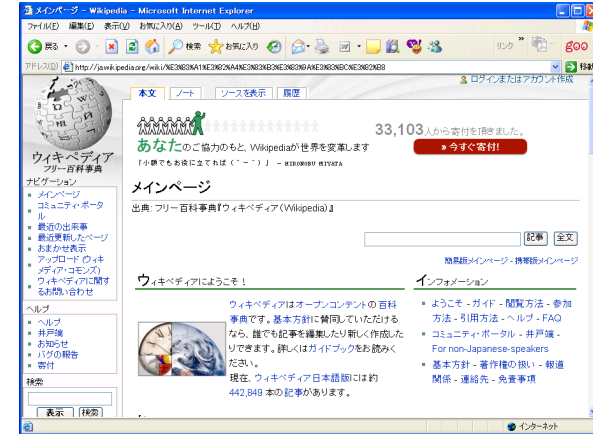 メインページ - Wikipedia - Microsoft Internet Explorer
ファイル(F) 編集(E) 表示(V) お気に入り(A) ツール(T) ヘルプ(H)
戻る 検索 お気に入り リンク goo
アドレス(D) http://ja.wikipedia.org/wiki/%E3%83%A1%E3%82%A4%E3%83%B3%E3%83%9A%E3%83%BC%E3%82%B8 移動
ログインまたはアカウント作成
本文 ノート ソースを表示 履歴
33,103人から寄付を頂きました。
あなたのご協力のもと、Wikipediaが世界を変革します
» 今すぐ寄付!
「小額でもお役に立てれば(´ー`)」 – HIRONOBU MIYATA
ウィキペディア
フリー百科事典
ナビゲーション
メインページ
コミュニティ・ポータル
最近の出来事
最近更新したページ
おまかせ表示
アップロード (ウィキメディア・コモンズ)
ウィキペディアに関するお問い合わせ
ヘルプ
ヘルプ
井戸端
お知らせ
バグの報告
寄付
検索
表示 検索
メインページ
出典: フリー百科事典『ウィキペディア(Wikipedia)』
記事 全文
簡易版メインページ - 携帯版メインページ
ウィキペディアにようこそ!
ウィキペディアはオープンコンテントの百科
事典です。基本方針に賛同していただける
なら、誰でも記事を編集したり新しく作成した
りできます。詳しくはガイドブックをお読みく
ださい。
現在、ウィキペディア日本語版には約
442,849 本の記事があります。
インフォメーション
ようこそ - ガイド - 閲覧方法 - 参加
方法 - 引用方法 - ヘルプ - FAQ
コミュニティ・ポータル - 井戸端 -
For non-Japanese-speakers
基本方針 - 著作権の扱い - 報道
関係 - 連絡先 - 免責事項
インターネット